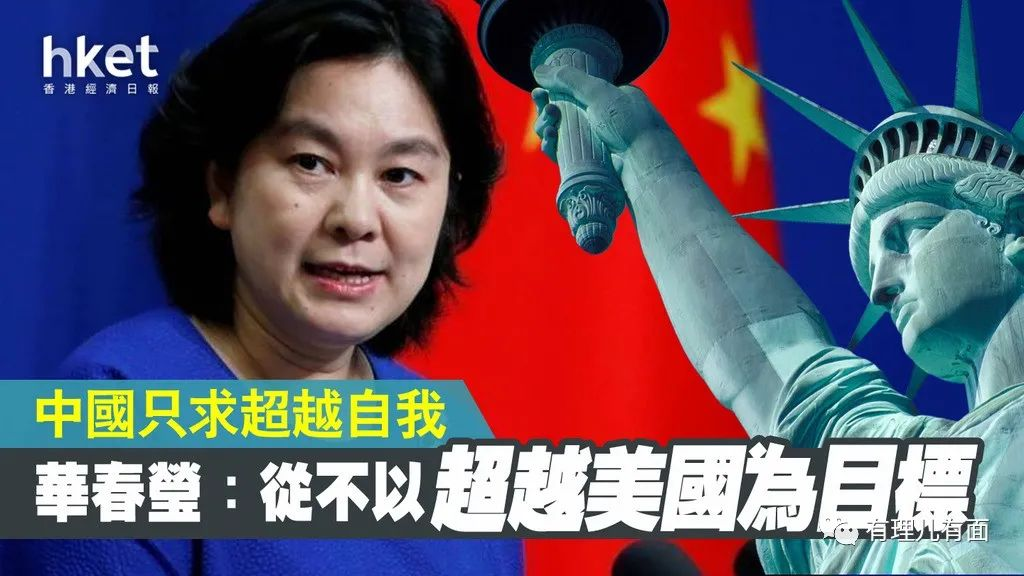 hket
香港經濟日報
中國只求超越自我
華春瑩：從不以超越美國為目標
有理儿有面